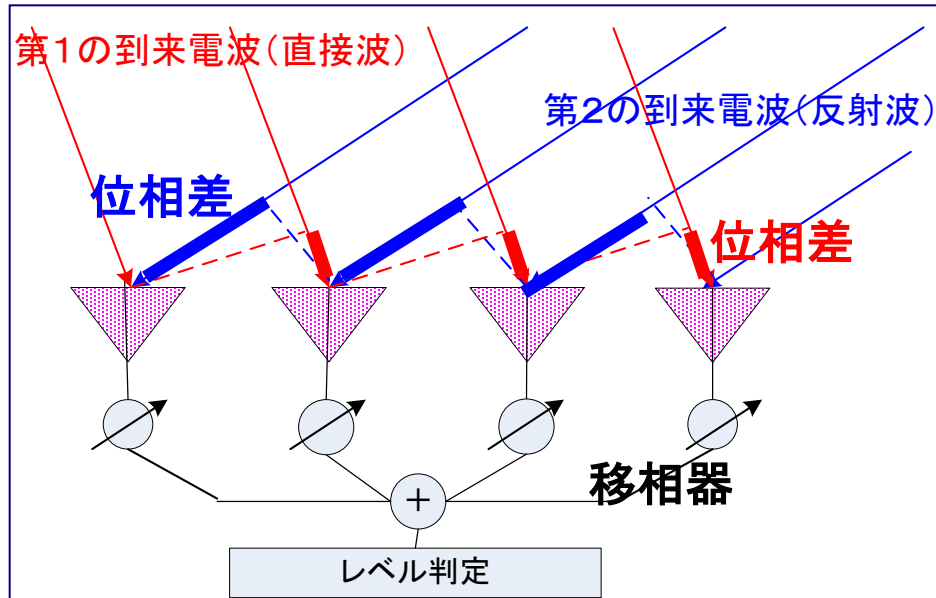 第1の到来電波(直接波)
第2の到来電波(反射波)
位相差
位相差
移相器
+
レベル判定